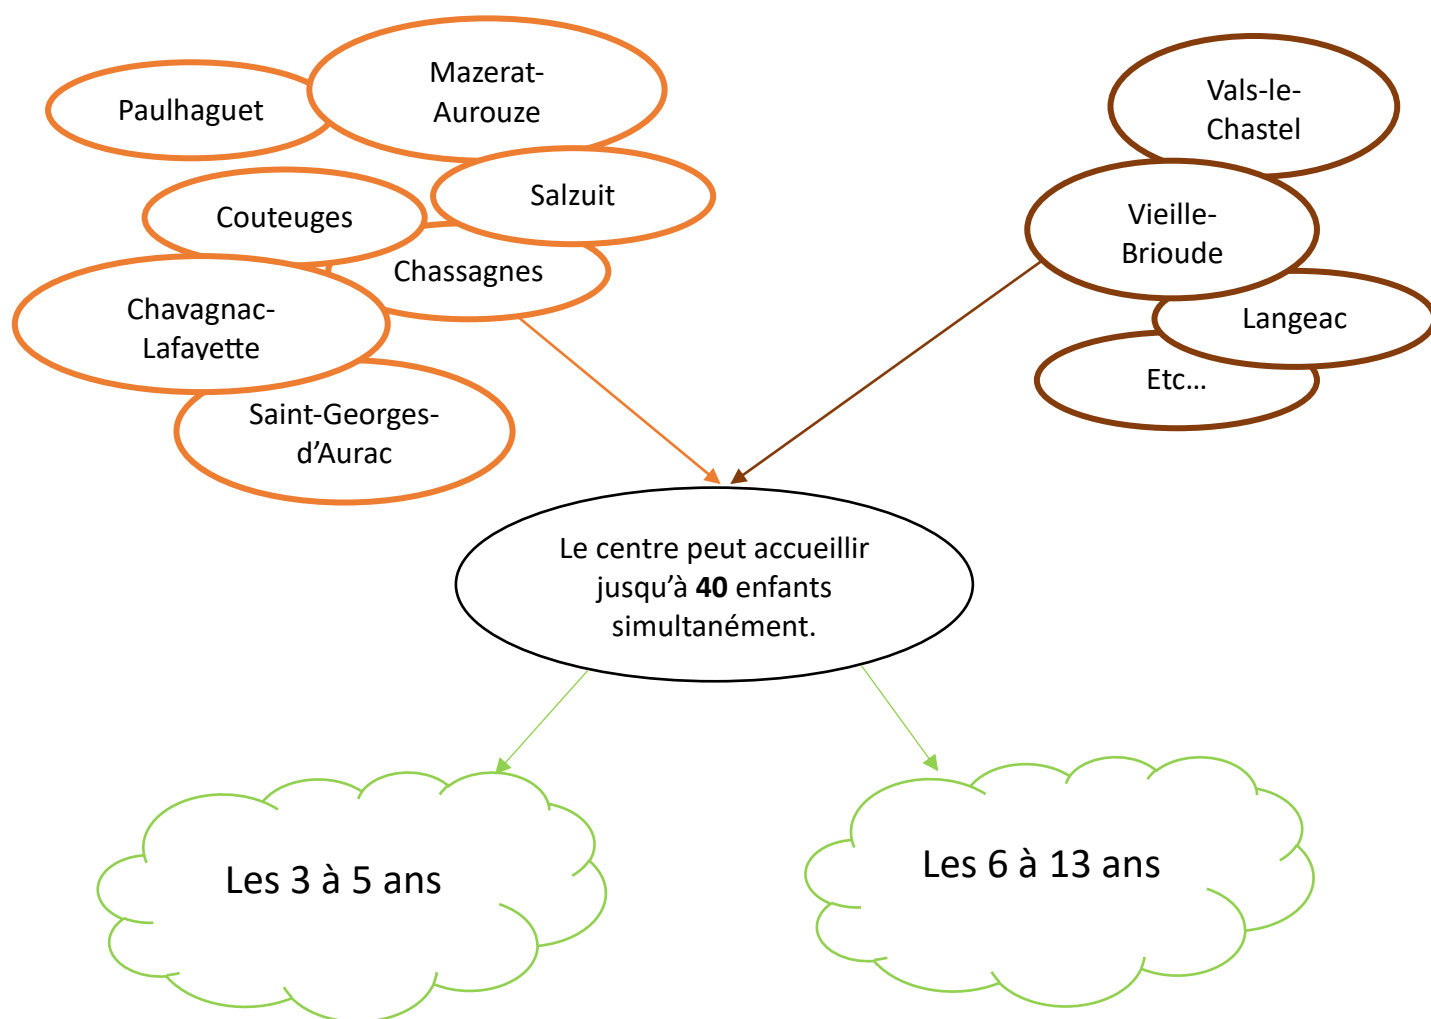 Paulhaguet
Mazerat-
Aurouze
Vals-le-
Chastel
Salzuit
Couteuges
Vieille-
Brioude
Chassagnes
Chavagnac-
Lafayette
Langeac
Etc...
Saint-Georges-
d’Aurac
Le centre peut accueillir
jusqu’à 40 enfants
simultanément.
Les 3 à 5 ans
Les 6 à 13 ans